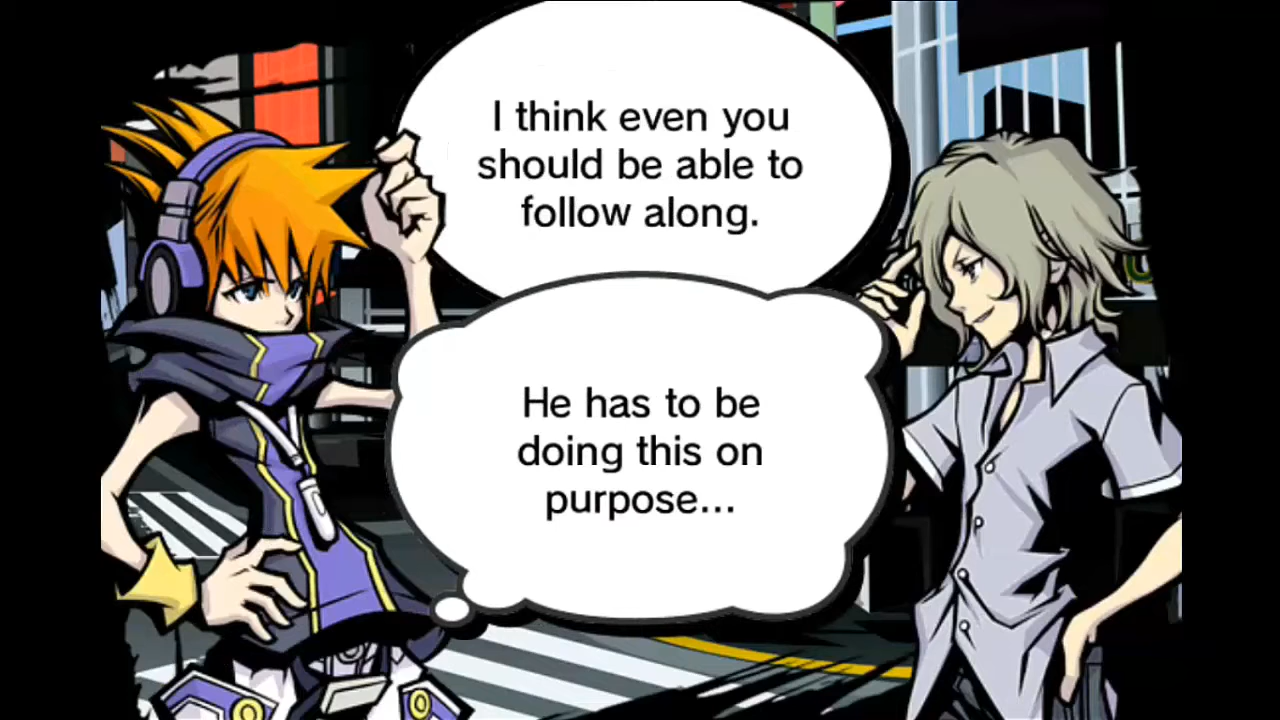 I think even you
should be able to
follow along.
He has to be
doing this on
purpose...